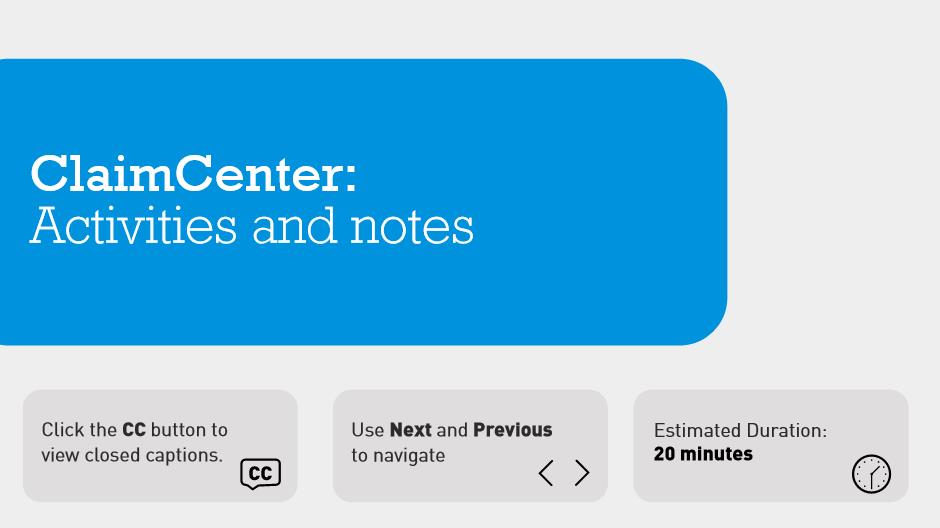 ClaimCenter:
Activities and notes
Click the CC button to
view closed captions.
CC
Use Next and Previous
to navigate
Estimated Duration:
20 minutes